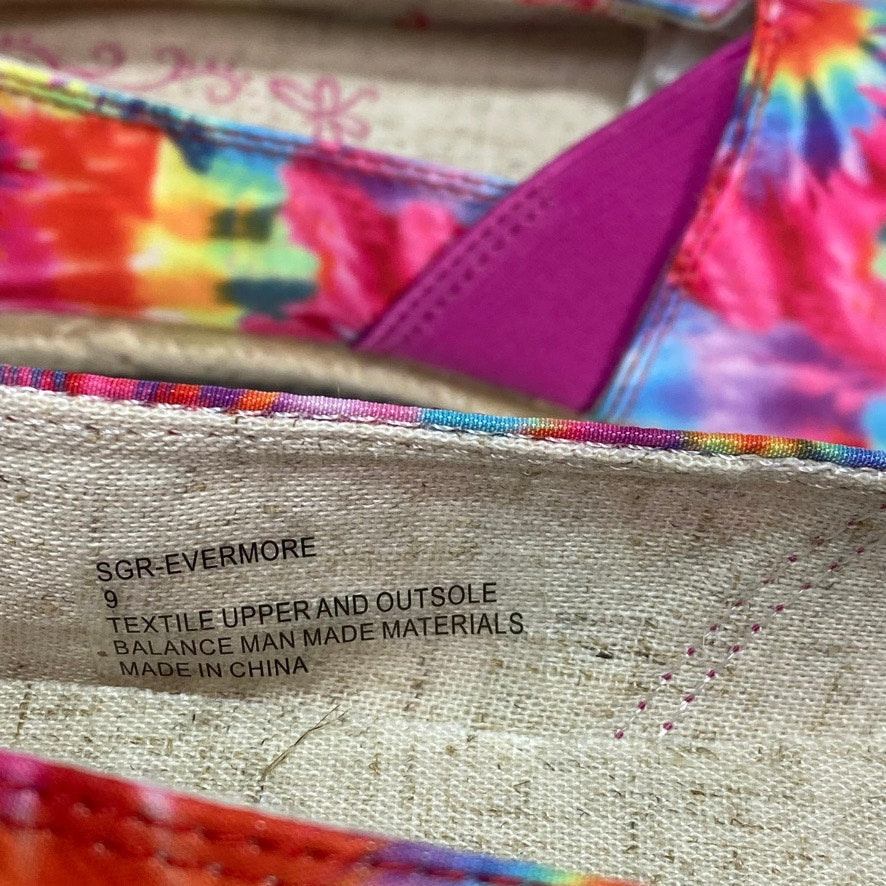 SGR-EVERMORE
9
TEXTILE UPPER AND OUTSOLE
BALANCE MAN MADE MATERIALS
MADE IN CHINA